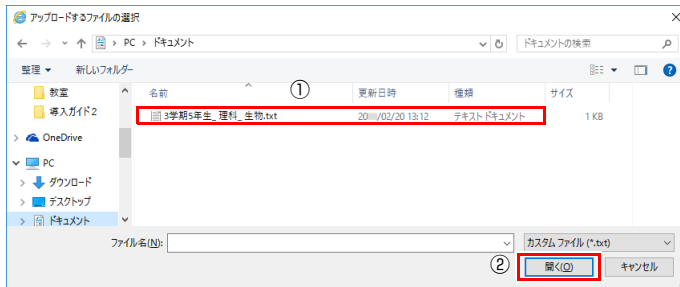 アップロードするファイルの選択
PC › ドキュメント
ドキュメントの検索
整理 新しいフォルダー
教室
導入ガイド2
OneDrive
PC
ダウンロード
デスクトップ
ドキュメント
①
名前 更新日時 種類 サイズ
3学期5年生_理科_生物.txt 20 /02/20 13:12 テキスト ドキュメント 1 KB
ファイル名(N): カスタム ファイル (*.txt)
② 開く(O) キャンセル